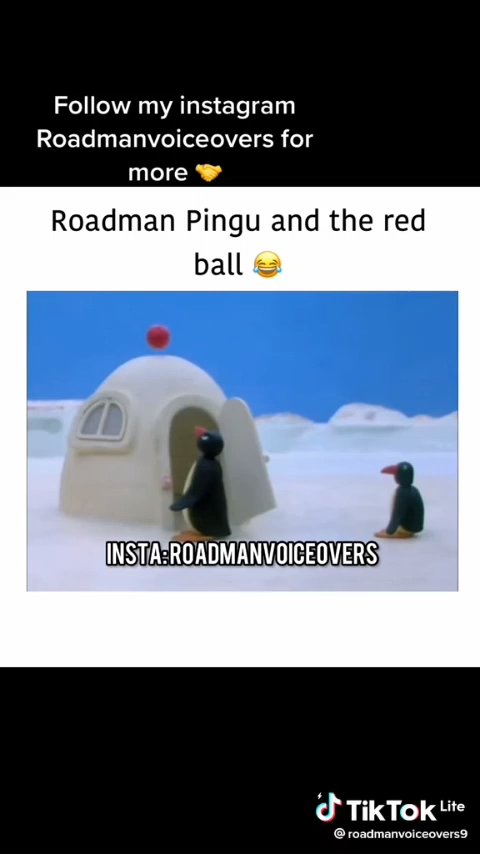 Follow my instagram
Roadmanvoiceovers for
more 🤝
Roadman Pingu and the red
ball 😂
INSTA:ROADMANVOICEOVERS
TikTok Lite
@roadmanvoiceovers9